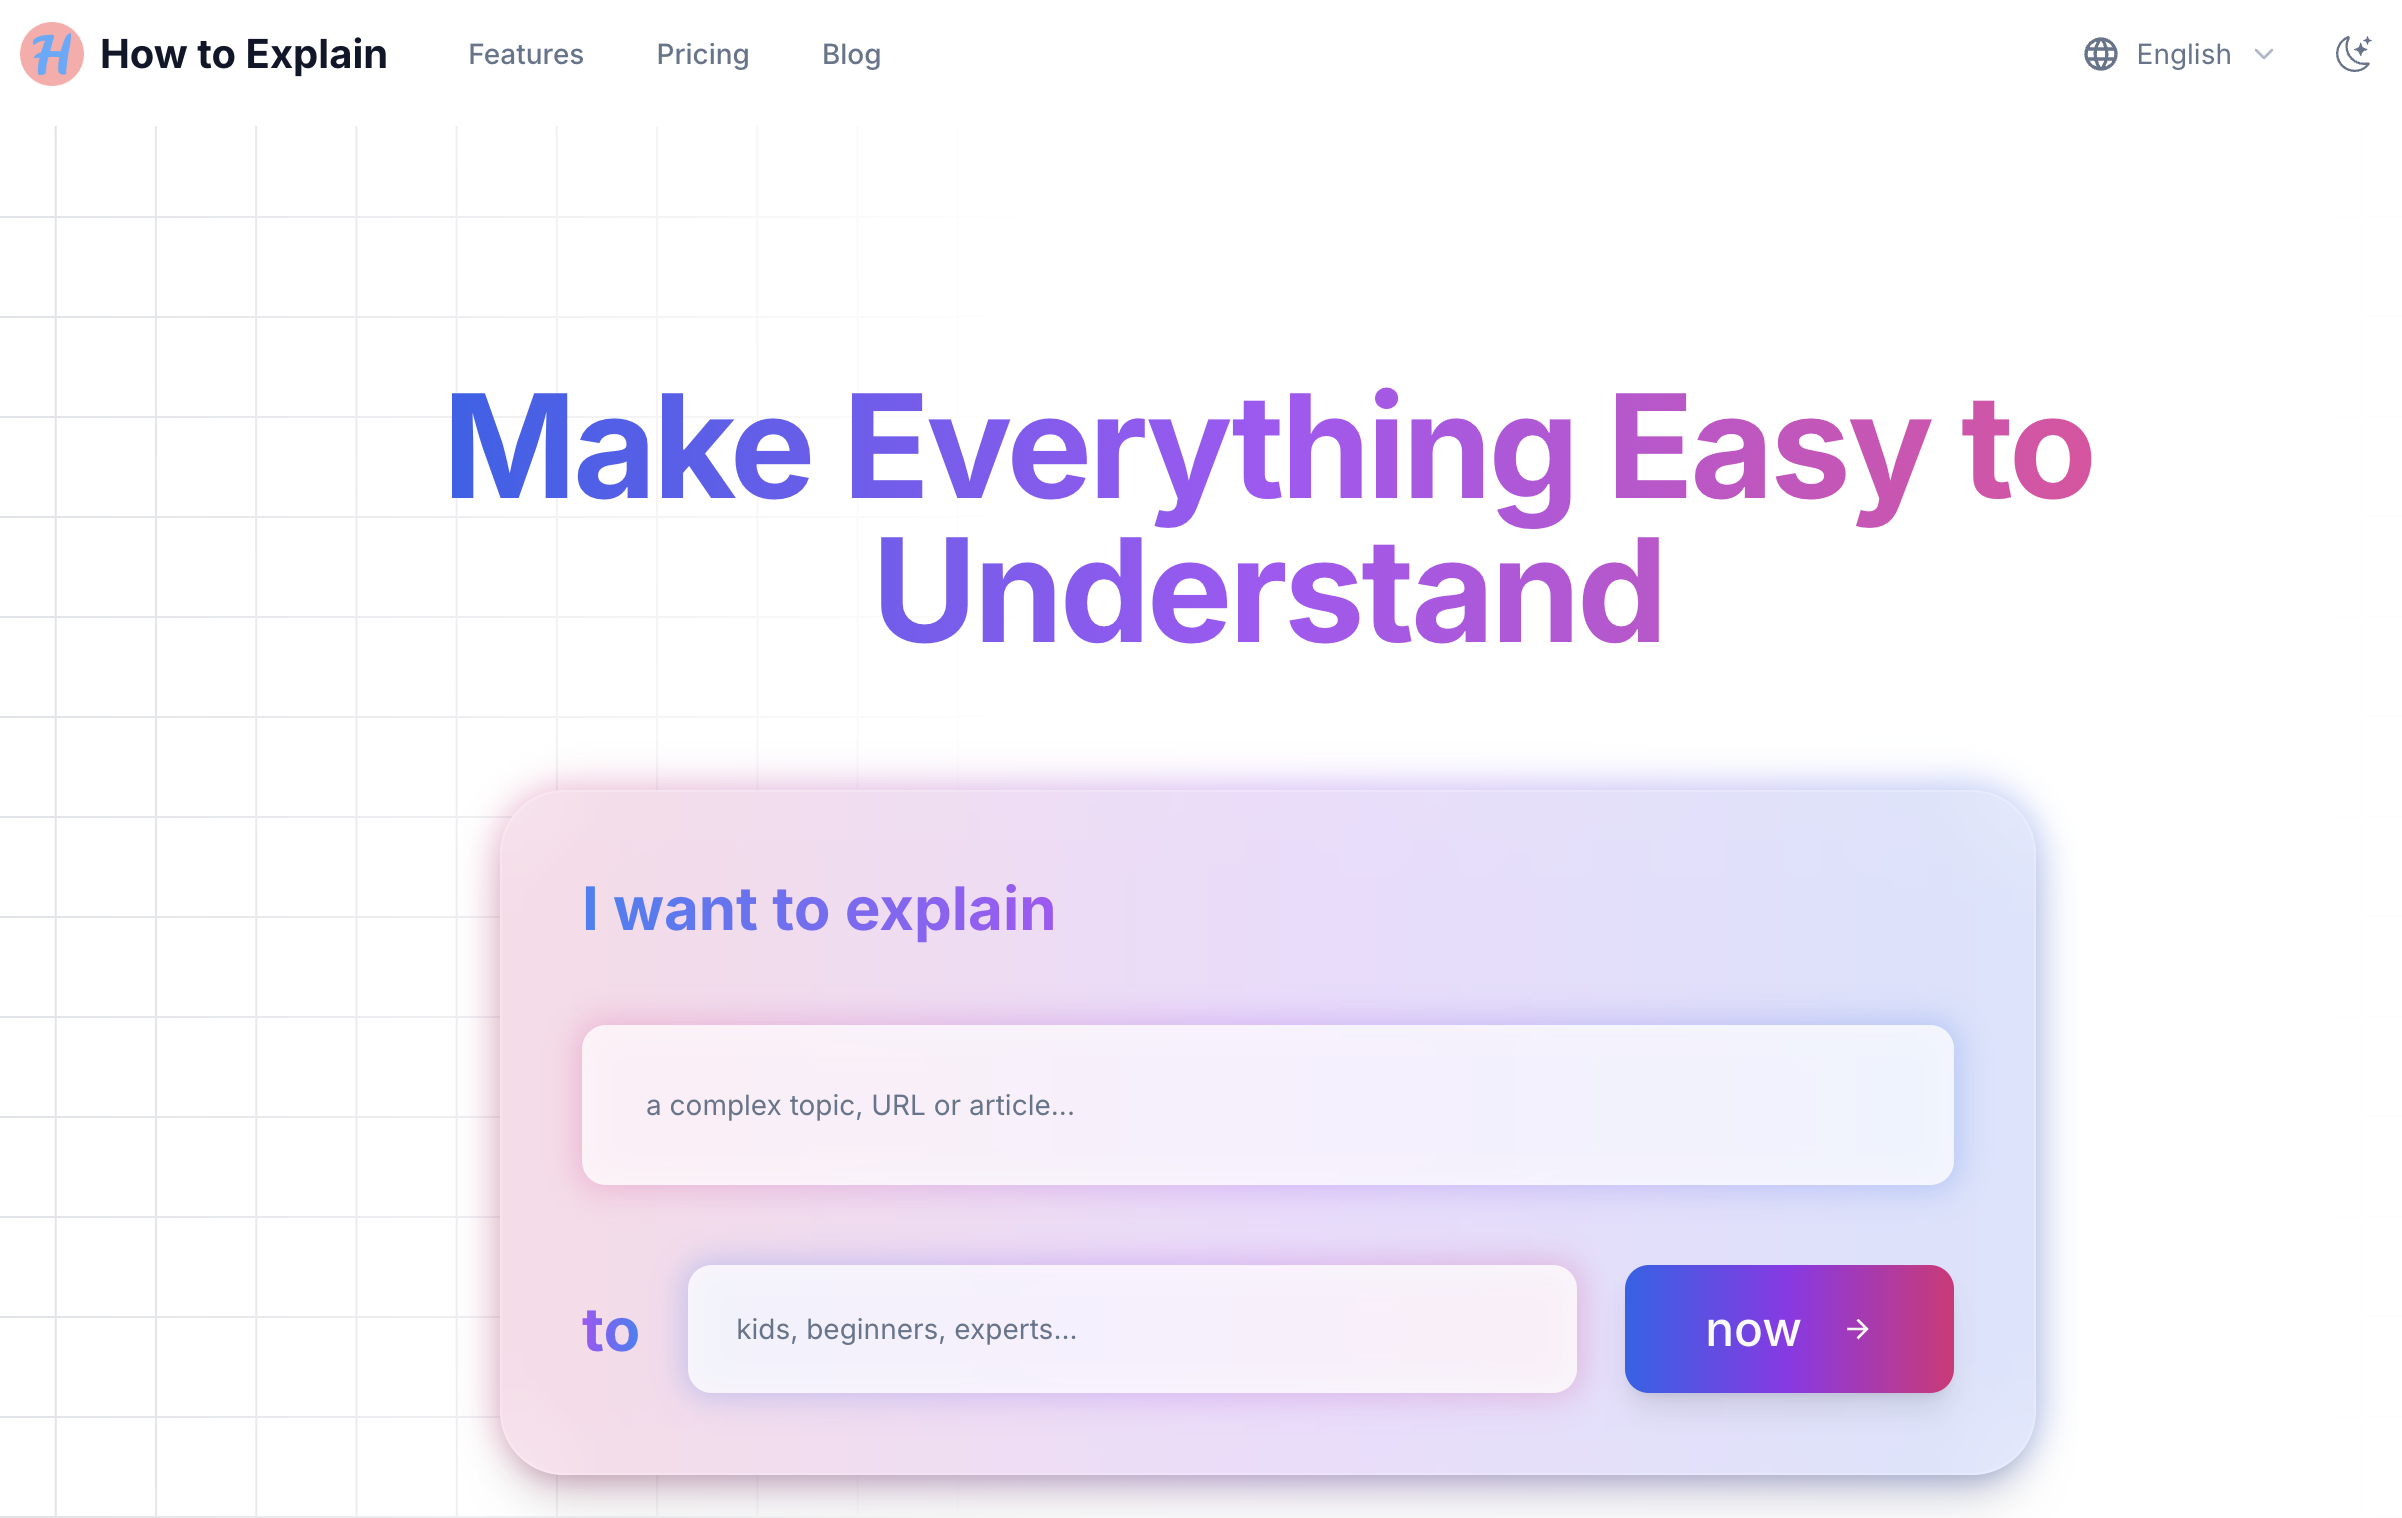 H How to Explain Features Pricing Blog English
Make Everything Easy to
Understand
I want to explain
a complex topic, URL or article...
to kids, beginners, experts... now →